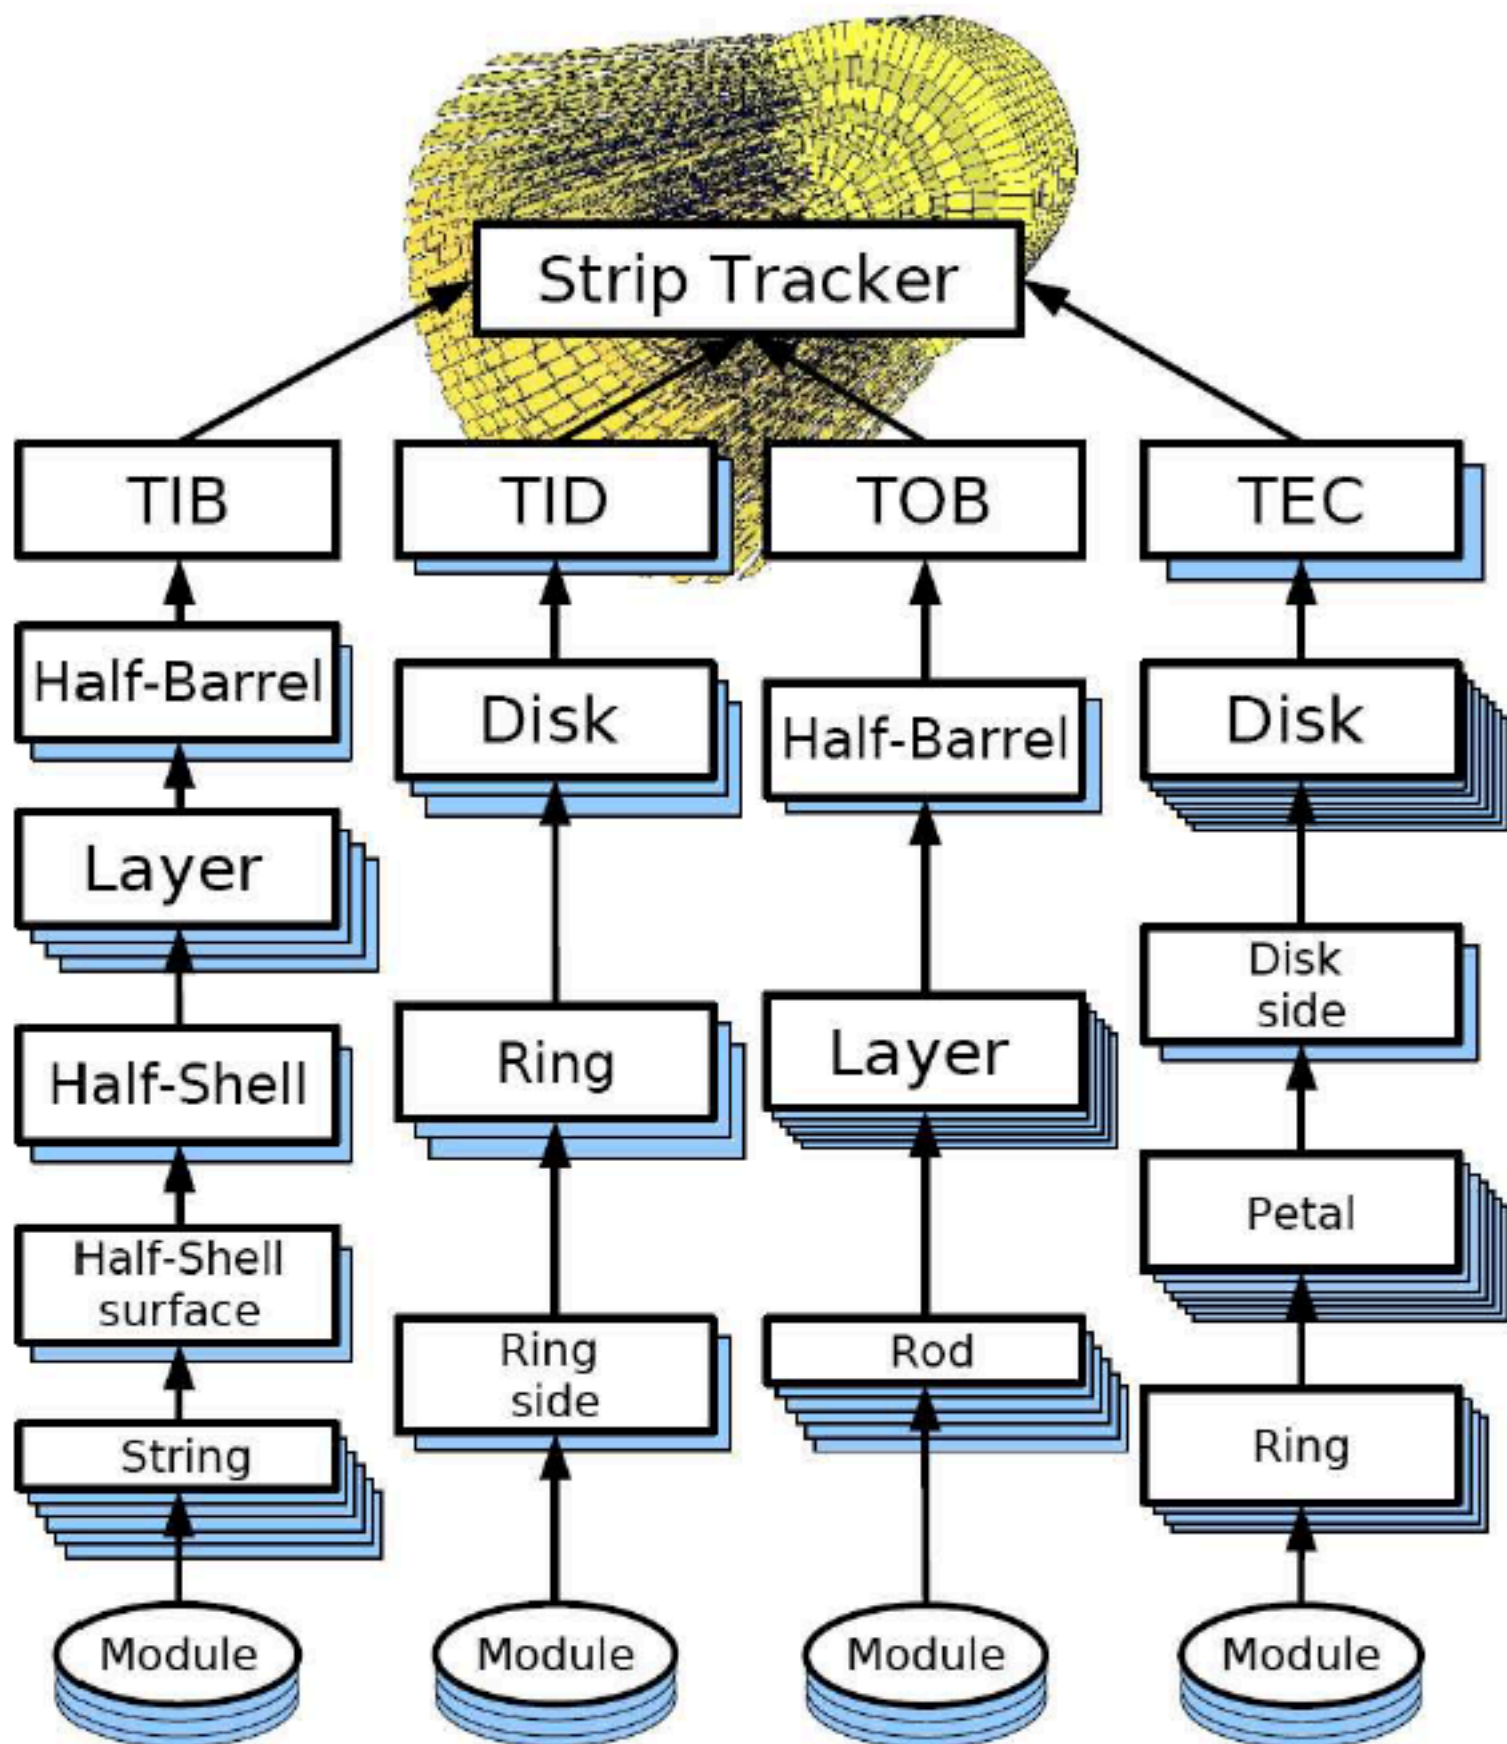 Strip Tracker
TIB
TID
TOB
TEC
Half-Barrel
Disk
Half-Barrel
Disk
Layer
Disk
side
Half-Shell
Ring
Layer
Petal
Half-Shell
surface
Ring
side
Rod
Ring
String
Module
Module
Module
Module